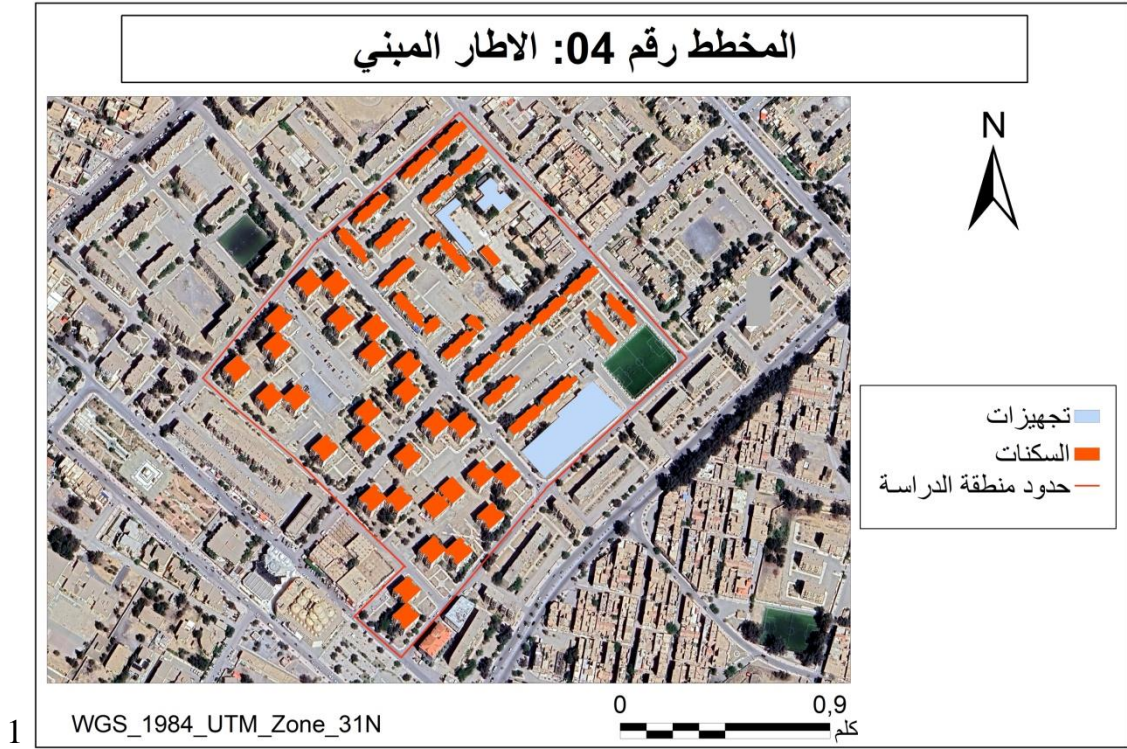 المخطط رقم 04: الاطار المبني
N
تجهيزات
السكنات
حدود منطقة الدراسة
0 0,9
كلم
1
WGS_1984_UTM_Zone_31N